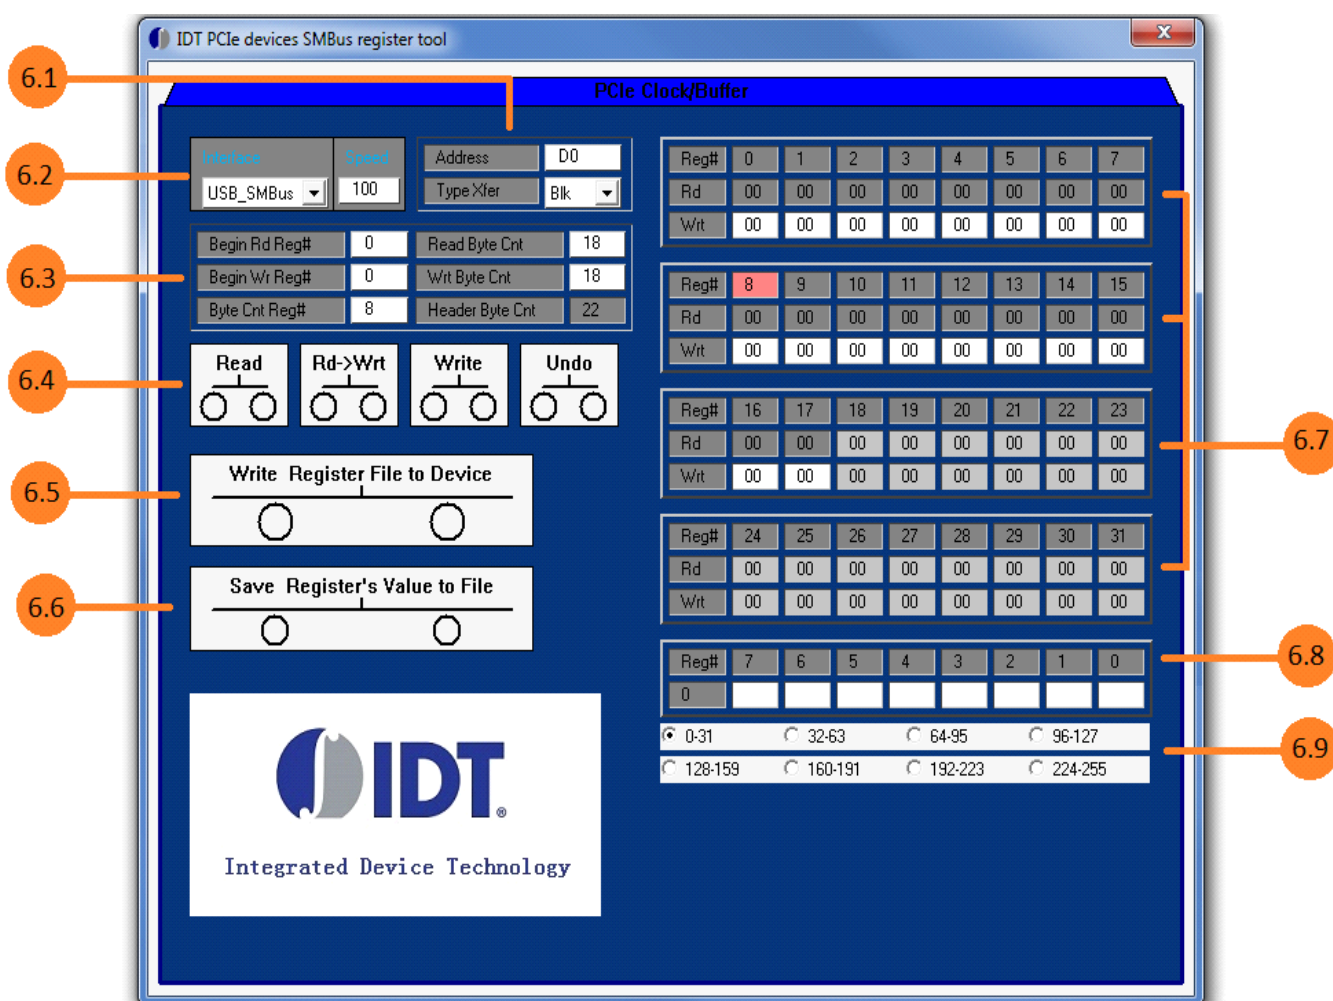 IDT PCIe devices SMBus register tool
x
6.1
PCIe Clock/Buffer
6.2
Interface Speed
USB_SMBus 100
Address D0
Type Xfer Blk
6.3
Begin Rd Reg# 0 Read Byte Cnt 18
Begin Wr Reg# 0 Wrt Byte Cnt 18
Byte Cnt Reg# 8 Header Byte Cnt 22
6.4
Read Rd->Wrt Write Undo
6.5
Write Register File to Device
6.6
Save Register's Value to File
IDT®
Integrated Device Technology
Reg# 0 1 2 3 4 5 6 7
Rd 00 00 00 00 00 00 00 00
Wrt 00 00 00 00 00 00 00 00
Reg# 8 9 10 11 12 13 14 15
Rd 00 00 00 00 00 00 00 00
Wrt 00 00 00 00 00 00 00 00
Reg# 16 17 18 19 20 21 22 23
Rd 00 00 00 00 00 00 00 00
Wrt 00 00 00 00 00 00 00 00
6.7
Reg# 24 25 26 27 28 29 30 31
Rd 00 00 00 00 00 00 00 00
Wrt 00 00 00 00 00 00 00 00
Reg# 7 6 5 4 3 2 1 0
0
6.8
0-31 32-63 64-95 96-127
128-159 160-191 192-223 224-255
6.9